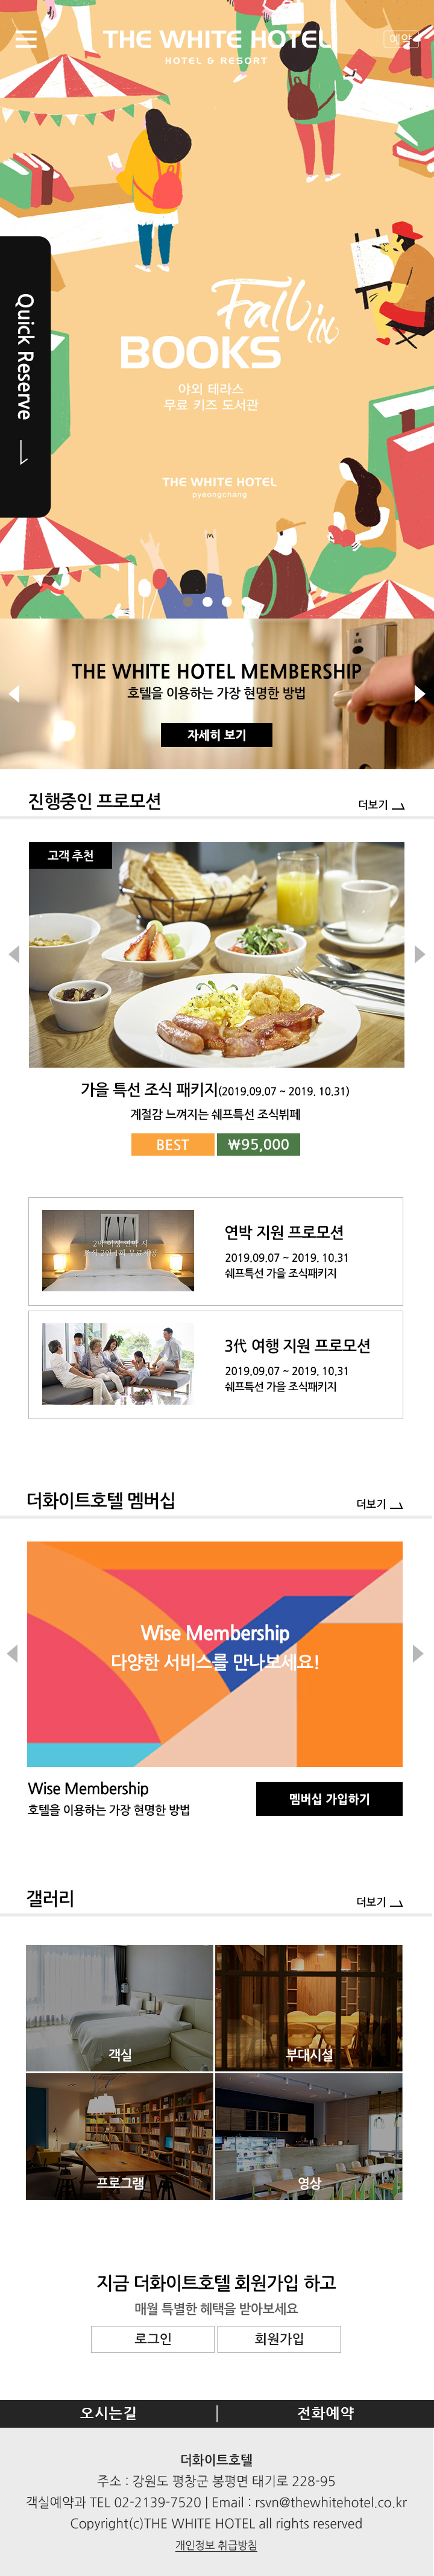 THE WHITE HOTEL
예약
HOTEL & RESORT
Quick Reserve
Fall in
BOOKS
야외 테라스
무료 키즈 도서관
THE WHITE HOTEL
pyeongchang
THE WHITE HOTEL MEMBERSHIP
호텔을 이용하는 가장 현명한 방법
자세히 보기
진행중인 프로모션
더보기
고객 추천
가을 특선 조식 패키지(2019.09.07 ~ 2019. 10.31)
계절감 느껴지는 쉐프특선 조식뷔페
BEST
₩95,000
연박 지원 프로모션
2019.09.07 ~ 2019. 10.31
쉐프특선 가을 조식패키지
3代 여행 지원 프로모션
2019.09.07 ~ 2019. 10.31
쉐프특선 가을 조식패키지
더화이트호텔 멤버십
더보기
Wise Membership
다양한 서비스를 만나보세요!
Wise Membership
호텔을 이용하는 가장 현명한 방법
멤버십 가입하기
갤러리
더보기
객실
부대시설
프로그램
영상
지금 더화이트호텔 회원가입 하고
매월 특별한 혜택을 받아보세요
로그인
회원가입
오시는길
전화예약
더화이트호텔
주소 : 강원도 평창군 봉평면 태기로 228-95
객실예약과 TEL 02-2139-7520 | Email : rsvn@thewhitehotel.co.kr
Copyright(c)THE WHITE HOTEL all rights reserved
개인정보 취급방침